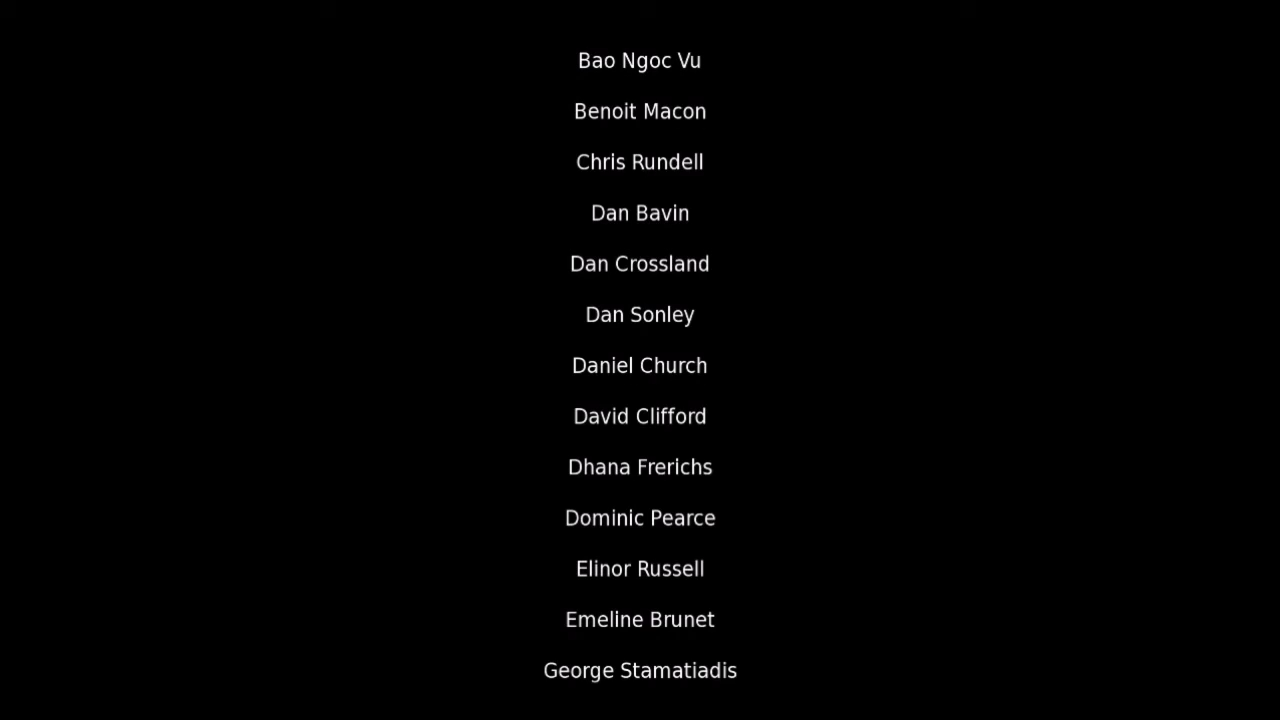 Bao Ngoc Vu
Benoit Macon
Chris Rundell
Dan Bavin
Dan Crossland
Dan Sonley
Daniel Church
David Clifford
Dhana Frerichs
Dominic Pearce
Elinor Russell
Emeline Brunet
George Stamatiadis